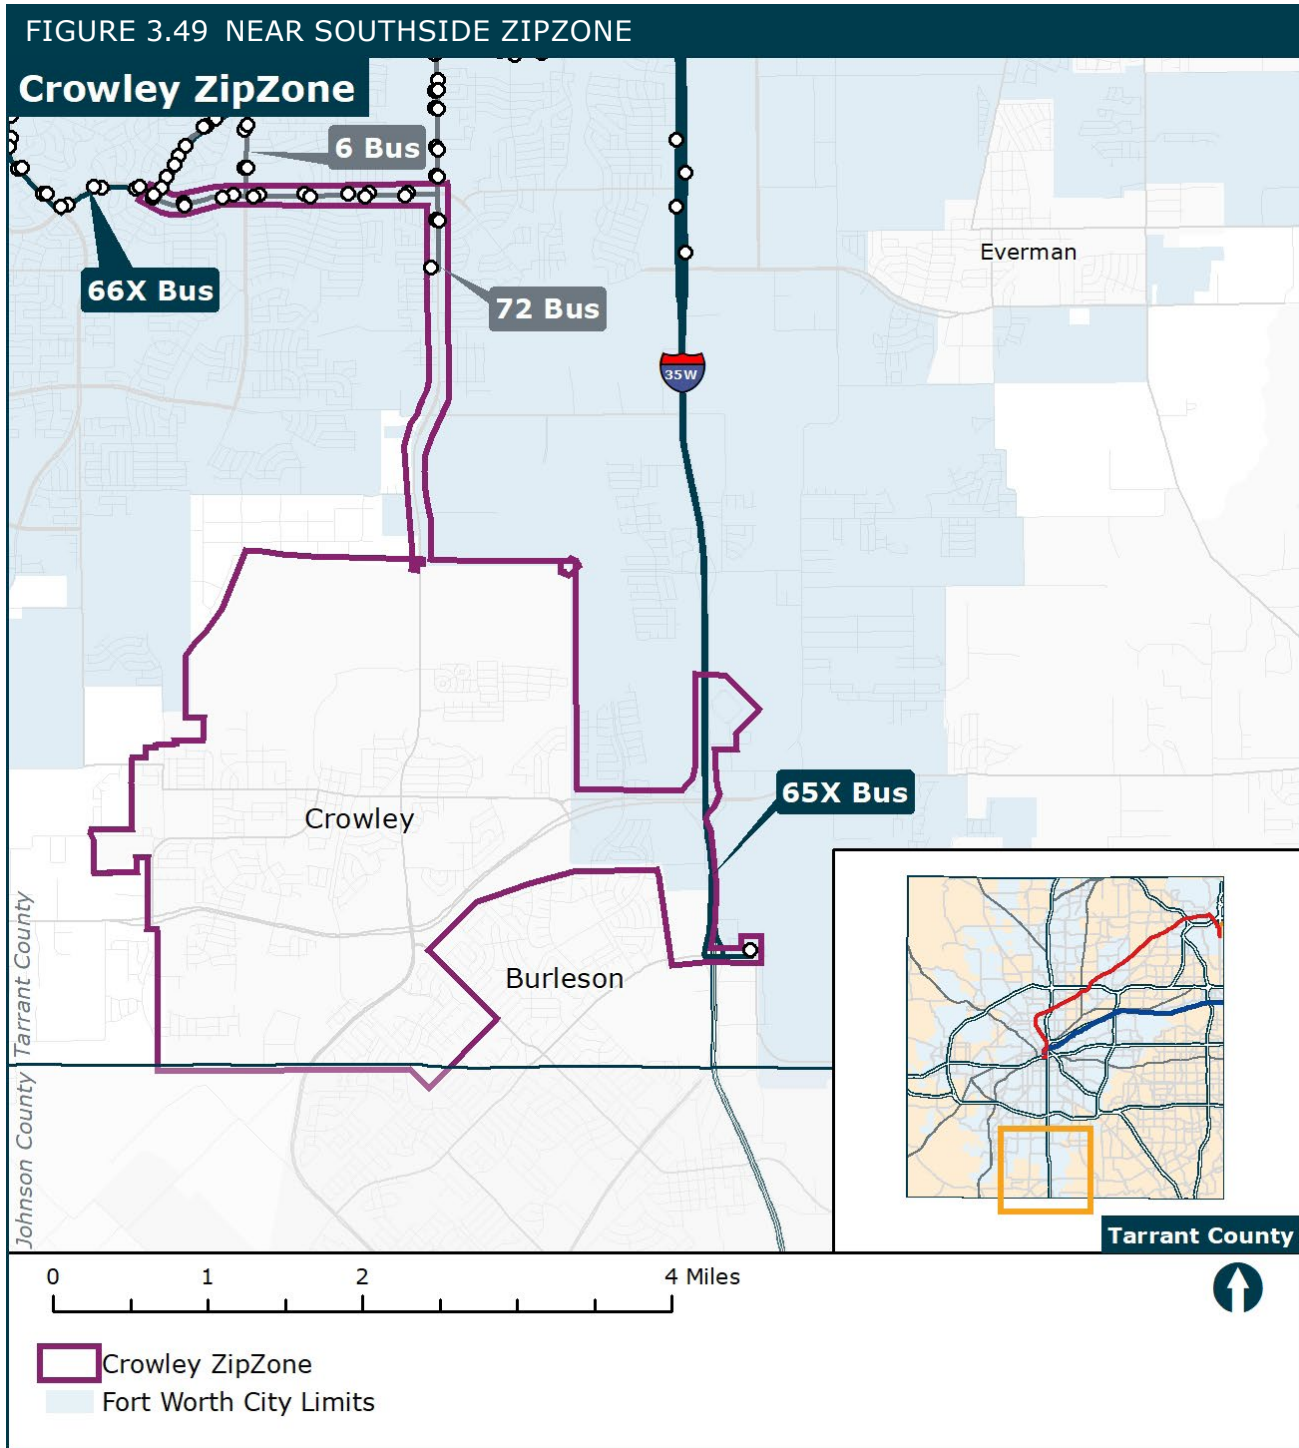 FIGURE 3.49 NEAR SOUTHSIDE ZIPZONE
Crowley ZipZone
6 Bus
Everman
66X Bus
72 Bus
35W
65X Bus
Crowley
Burleson
Tarrant County
Johnson County
Tarrant County
0 1 2 4 Miles
Crowley ZipZone
Fort Worth City Limits